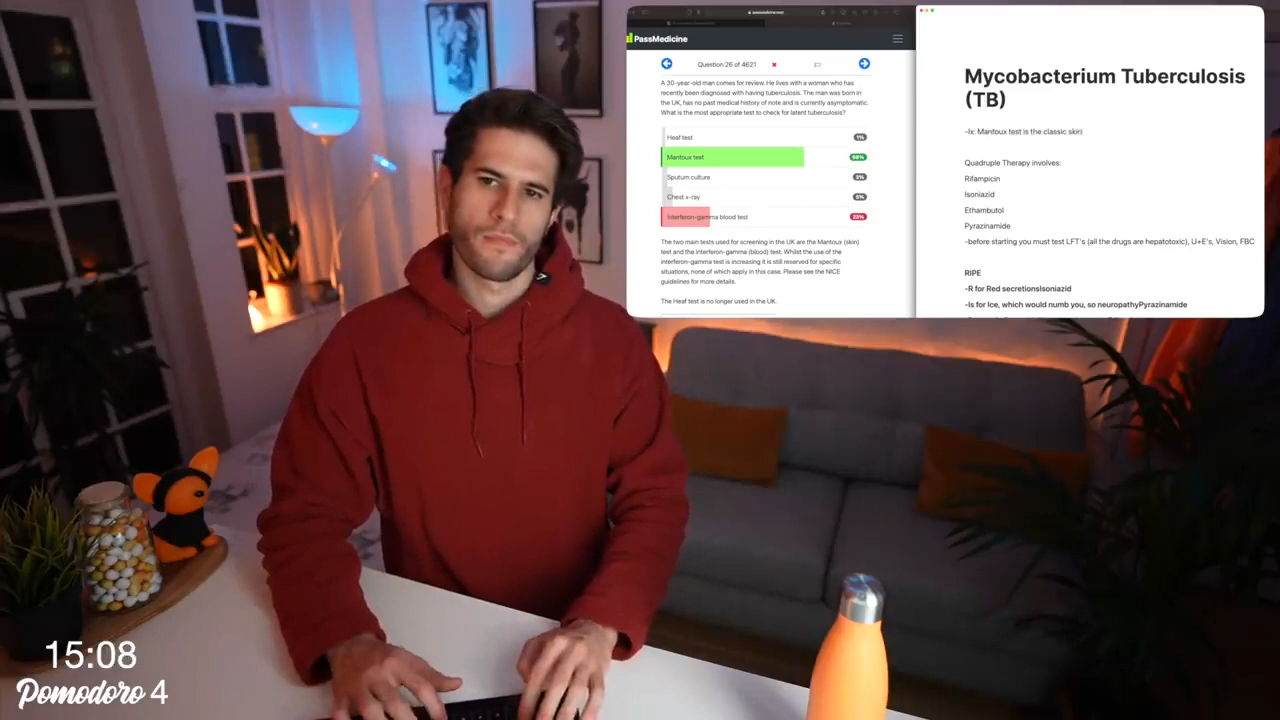 PassMedicine
Question 26 of 4621
A 30-year-old man comes for review. He lives with a woman who has
recently been diagnosed with having tuberculosis. The man was born in
the UK, has no past medical history of note and is currently asymptomatic.
What is the most appropriate test to check for latent tuberculosis?
Heaf test 1%
Mantoux test 68%
Sputum culture 3%
Chest x-ray 5%
Interferon-gamma blood test 23%
The two main tests used for screening in the UK are the Mantoux (skin)
test and the interferon-gamma (blood) test. Whilst the use of the
interferon-gamma test is increasing it is still reserved for specific
situations, none of which apply in this case. Please see the NICE
guidelines for more details.
The Heaf test is no longer used in the UK.
Mycobacterium Tuberculosis
(TB)
-Ix: Mantoux test is the classic skin
Quadruple Therapy involves:
Rifampicin
Isoniazid
Ethambutol
Pyrazinamide
-before starting you must test LFT's (all the drugs are hepatotoxic), U+E's, Vision, FBC
RIPE
-R for Red secretionsIsoniazid
-Is for Ice, which would numb you, so neuropathyPyrazinamide
15:08
Pomodoro 4